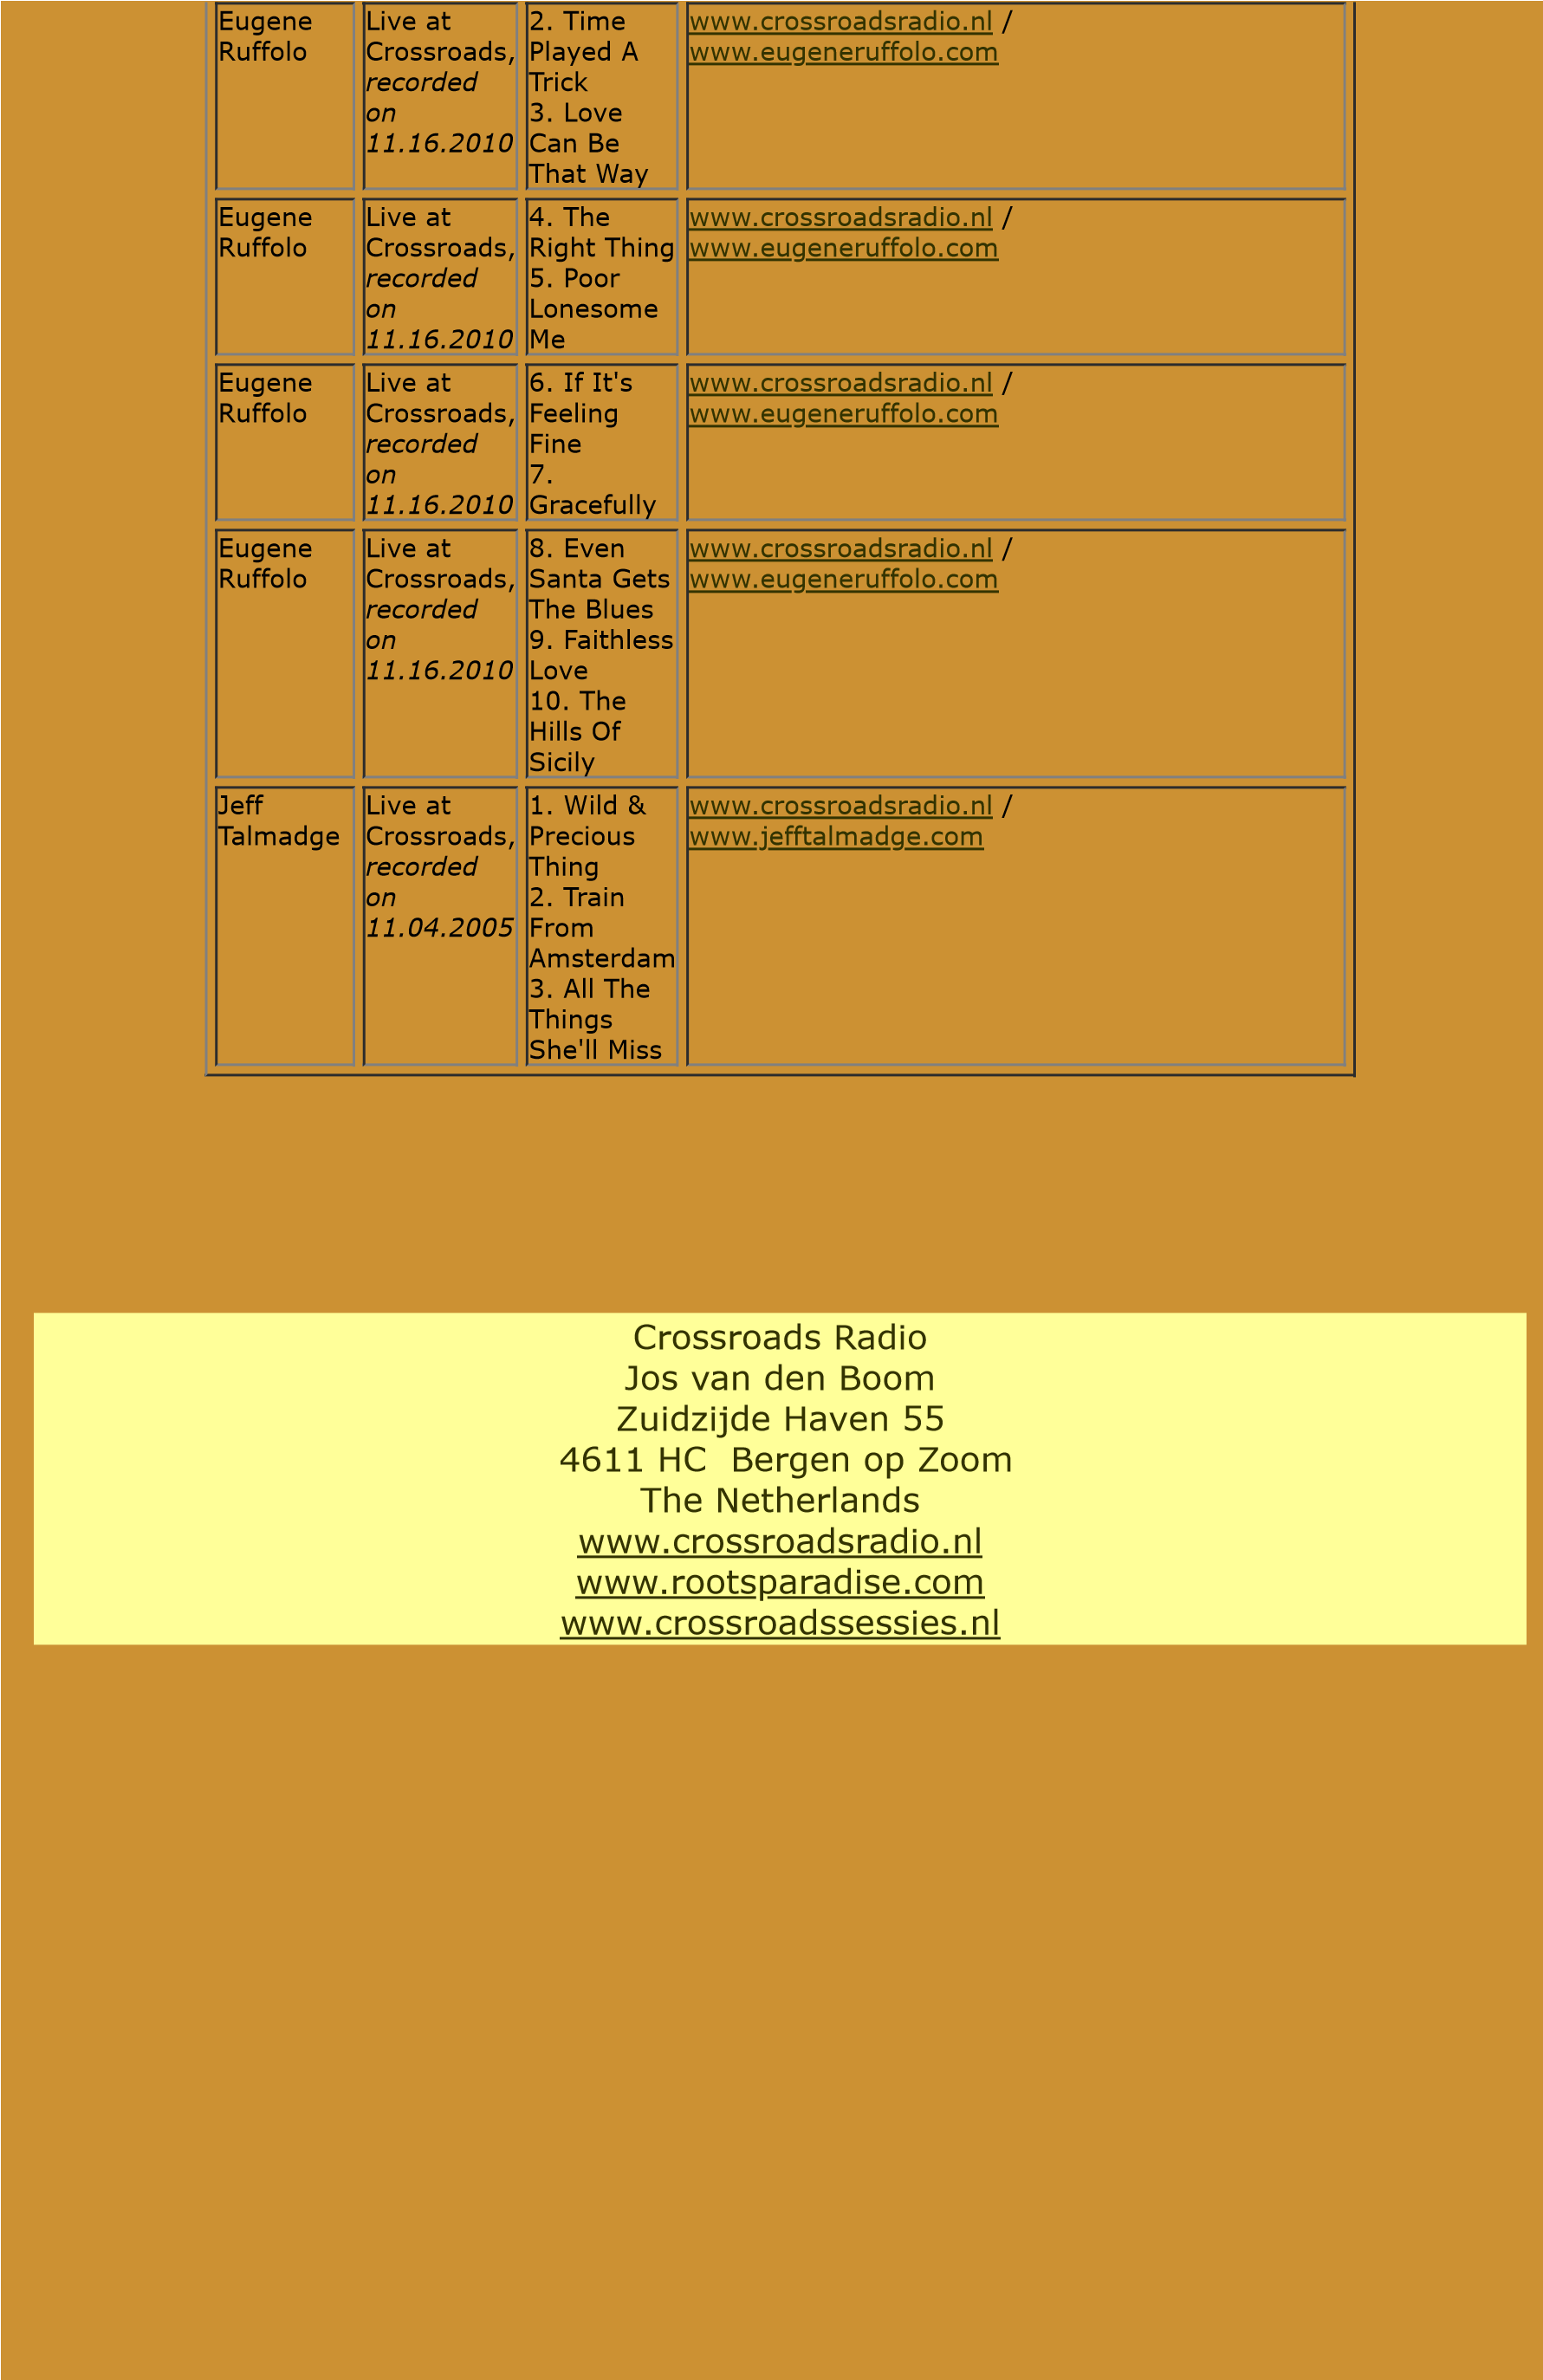 Eugene
Ruffolo
Live at
Crossroads,
recorded
on
11.16.2010
2. Time
Played A
Trick
3. Love
Can Be
That Way
www.crossroadsradio.nl /
www.eugeneruffolo.com
Eugene
Ruffolo
Live at
Crossroads,
recorded
on
11.16.2010
4. The
Right Thing
5. Poor
Lonesome
Me
www.crossroadsradio.nl /
www.eugeneruffolo.com
Eugene
Ruffolo
Live at
Crossroads,
recorded
on
11.16.2010
6. If It's
Feeling
Fine
7.
Gracefully
www.crossroadsradio.nl /
www.eugeneruffolo.com
Eugene
Ruffolo
Live at
Crossroads,
recorded
on
11.16.2010
8. Even
Santa Gets
The Blues
9. Faithless
Love
10. The
Hills Of
Sicily
www.crossroadsradio.nl /
www.eugeneruffolo.com
Jeff
Talmadge
Live at
Crossroads,
recorded
on
11.04.2005
1. Wild &
Precious
Thing
2. Train
From
Amsterdam
3. All The
Things
She'll Miss
www.crossroadsradio.nl /
www.jefftalmadge.com
Crossroads Radio
Jos van den Boom
Zuidzijde Haven 55
4611 HC  Bergen op Zoom
The Netherlands
www.crossroadsradio.nl
www.rootsparadise.com
www.crossroadssessies.nl